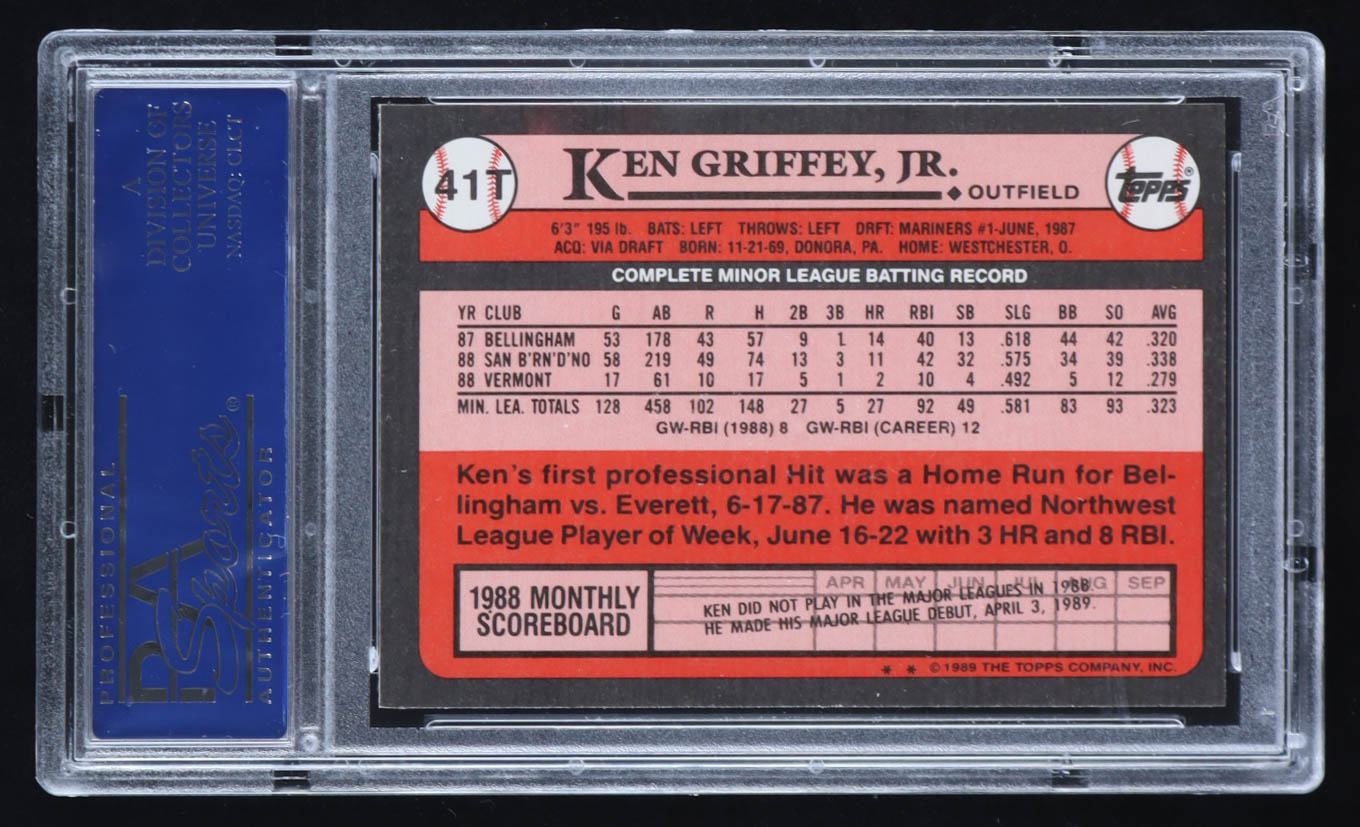 A
DIVISION OF
COLLECTORS
UNIVERSE
NASDAQ: CLCT
PROFESSIONAL
PSA
Sports®
AUTHENTICATOR
41T
KEN GRIFFEY, JR.
◆ OUTFIELD
Topps®
6'3" 195 lb. BATS: LEFT THROWS: LEFT DRFT: MARINERS #1-JUNE, 1987
ACQ: VIA DRAFT BORN: 11-21-69, DONORA, PA. HOME: WESTCHESTER, O.
COMPLETE MINOR LEAGUE BATTING RECORD
YR CLUB G AB R H 2B 3B HR RBI SB SLG BB SO AVG
87 BELLINGHAM 53 178 43 57 9 1 14 40 13 .618 44 42 .320
88 SAN B'RN'D'NO 58 219 49 74 13 3 11 42 32 .575 34 39 .338
88 VERMONT 17 61 10 17 5 1 2 10 4 .492 5 12 .279
MIN. LEA. TOTALS 128 458 102 148 27 5 27 92 49 .581 83 93 .323
GW-RBI (1988) 8 GW-RBI (CAREER) 12
Ken's first professional Hit was a Home Run for Bel-
lingham vs. Everett, 6-17-87. He was named Northwest
League Player of Week, June 16-22 with 3 HR and 8 RBI.
1988 MONTHLY
SCOREBOARD
APR MAY JUN JUL AUG SEP
KEN DID NOT PLAY IN THE MAJOR LEAGUES IN 1988.
HE MADE HIS MAJOR LEAGUE DEBUT, APRIL 3, 1989.
* * ©1989 THE TOPPS COMPANY, INC.